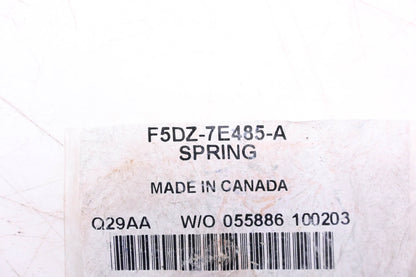 F5DZ-7E485-A
SPRING
MADE IN CANADA
Q29AA W/O 055886 100203